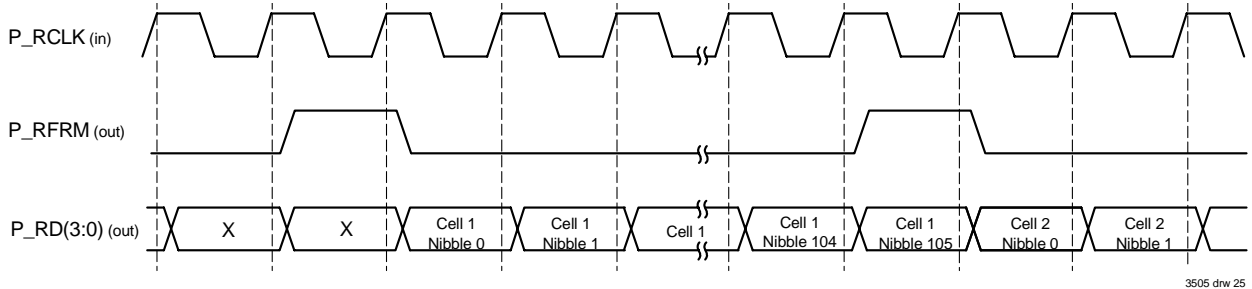 P_RCLK (in)
P_RFRM (out)
P_RD(3:0) (out)
X
X
Cell 1
Nibble 0
Cell 1
Nibble 1
Cell 1
Cell 1
Nibble 104
Cell 1
Nibble 105
Cell 2
Nibble 0
Cell 2
Nibble 1
3505 drw 25